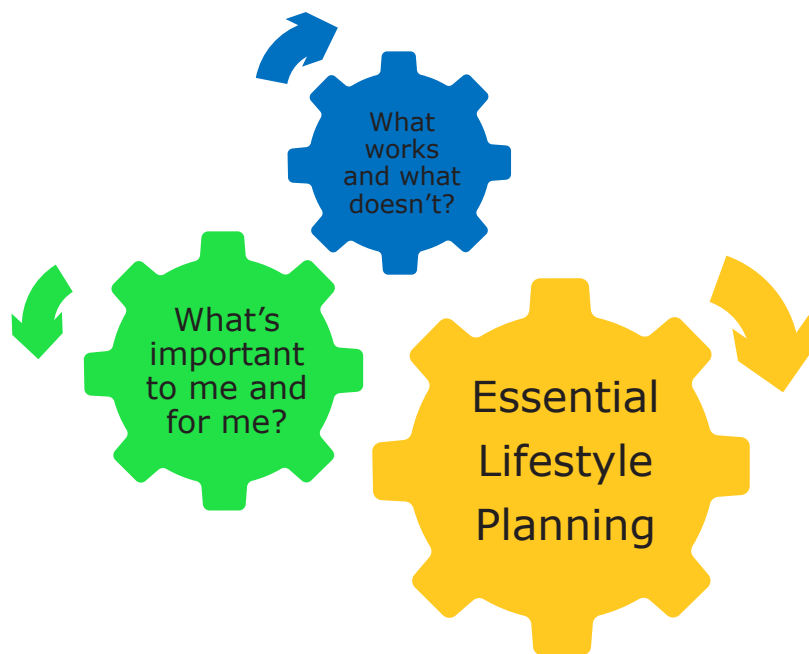 What
works
and what
doesn’t?
What’s
important
to me and
for me?
Essential
Lifestyle
Planning